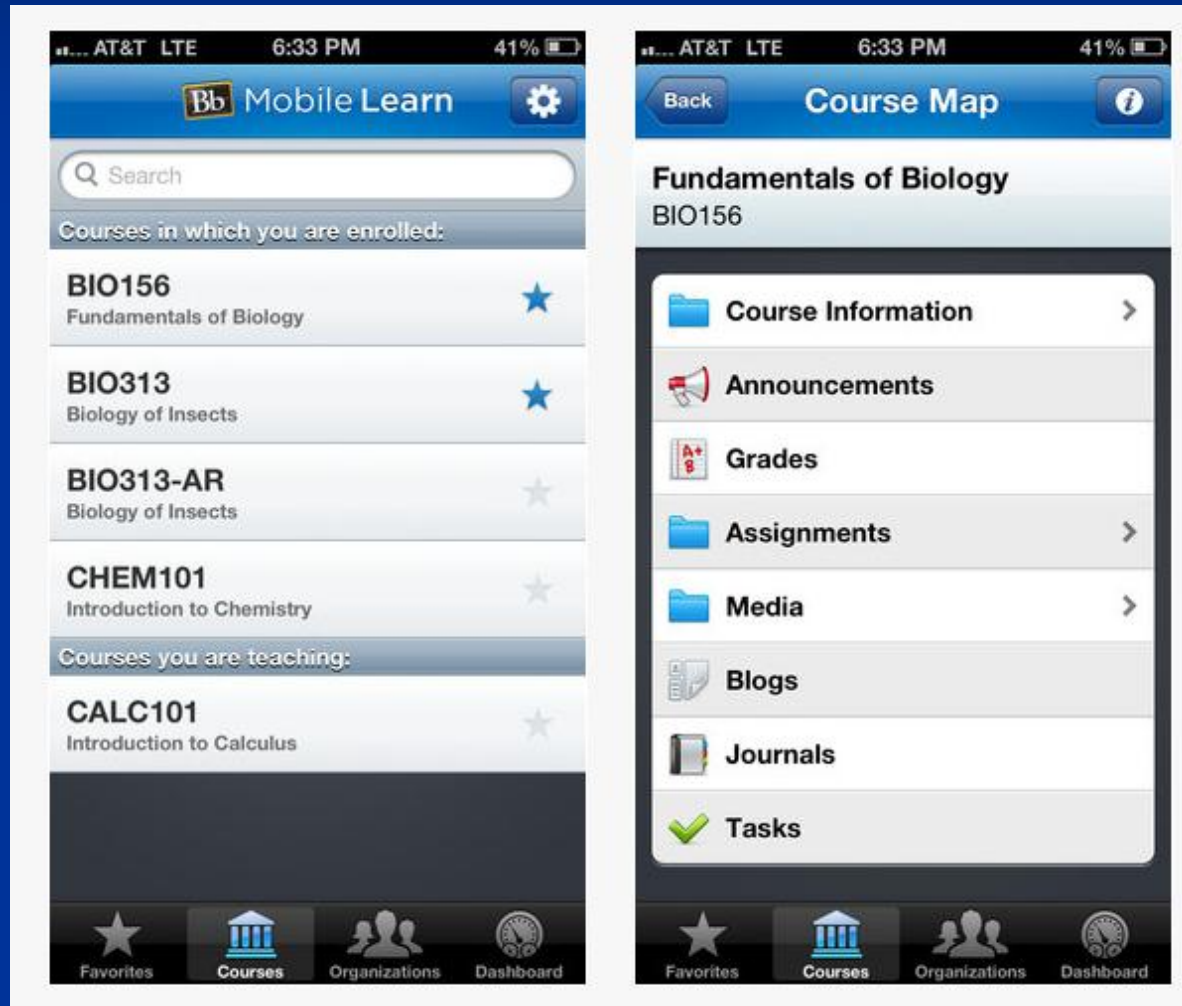 AT&T LTE 6:33 PM 41%
Bb Mobile Learn
Search
Courses in which you are enrolled:
BIO156
Fundamentals of Biology
BIO313
Biology of Insects
BIO313-AR
Biology of Insects
CHEM101
Introduction to Chemistry
Courses you are teaching:
CALC101
Introduction to Calculus
Favorites Courses Organizations Dashboard
AT&T LTE 6:33 PM 41%
Back Course Map i
Fundamentals of Biology
BIO156
Course Information
Announcements
A+
B
Grades
Assignments
Media
Blogs
Journals
Tasks
Favorites Courses Organizations Dashboard